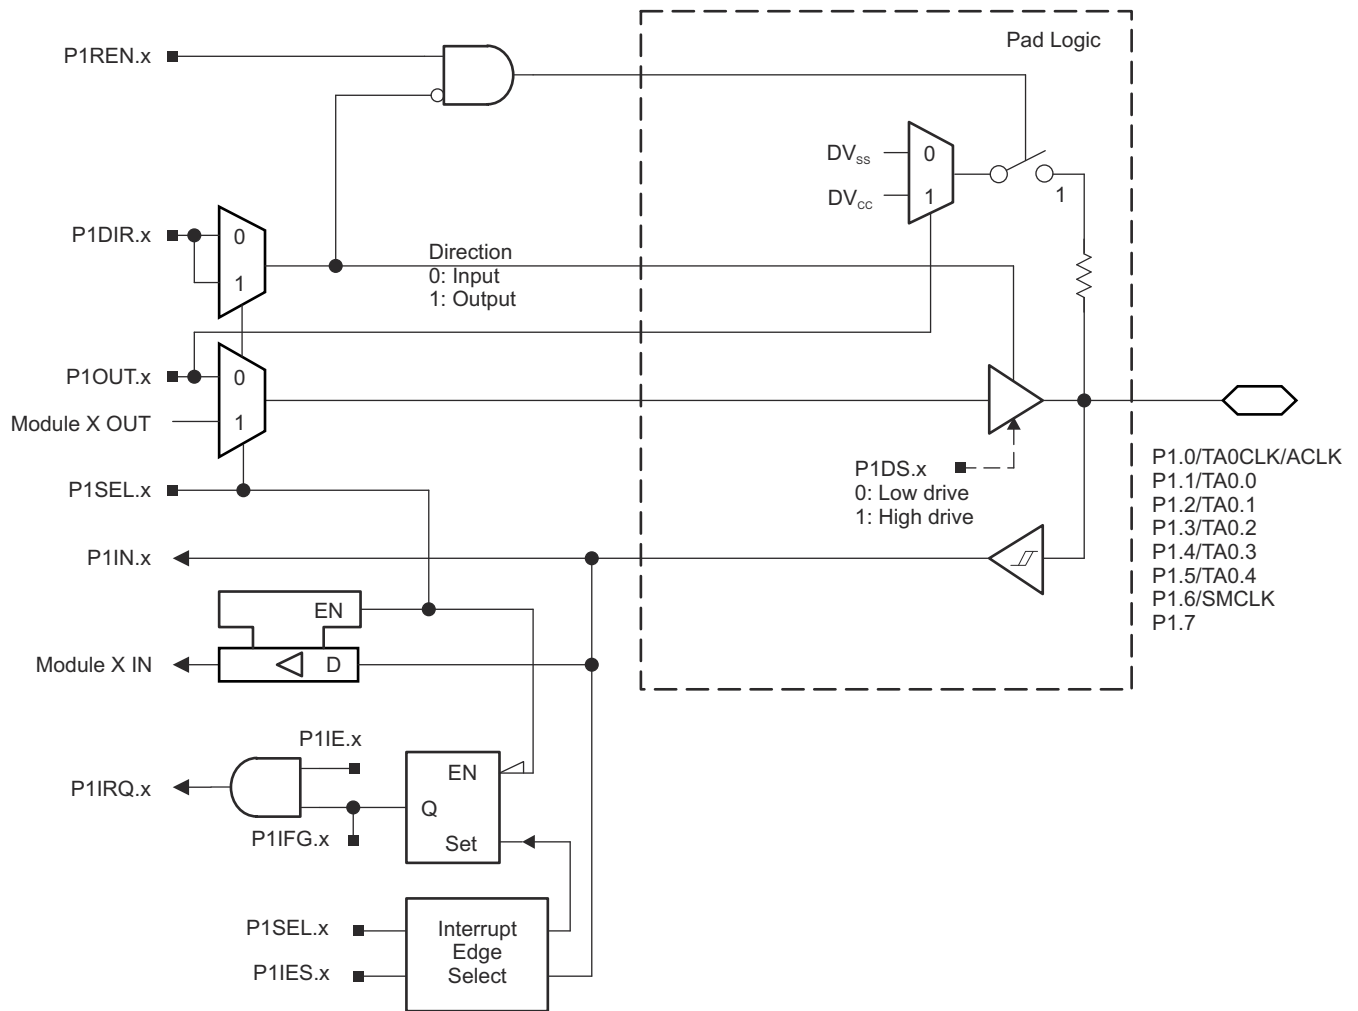 Pad Logic
P1REN.x
DVSS
0
DVCC
1
1
P1DIR.x
0
1
Direction
0: Input
1: Output
P1OUT.x
0
Module X OUT
1
P1SEL.x
P1DS.x
0: Low drive
1: High drive
P1.0/TA0CLK/ACLK
P1.1/TA0.0
P1.2/TA0.1
P1.3/TA0.2
P1.4/TA0.3
P1.5/TA0.4
P1.6/SMCLK
P1.7
P1IN.x
EN
Module X IN
D
P1IE.x
P1IRQ.x
P1IFG.x
EN
Q
Set
P1SEL.x
P1IES.x
Interrupt
Edge
Select